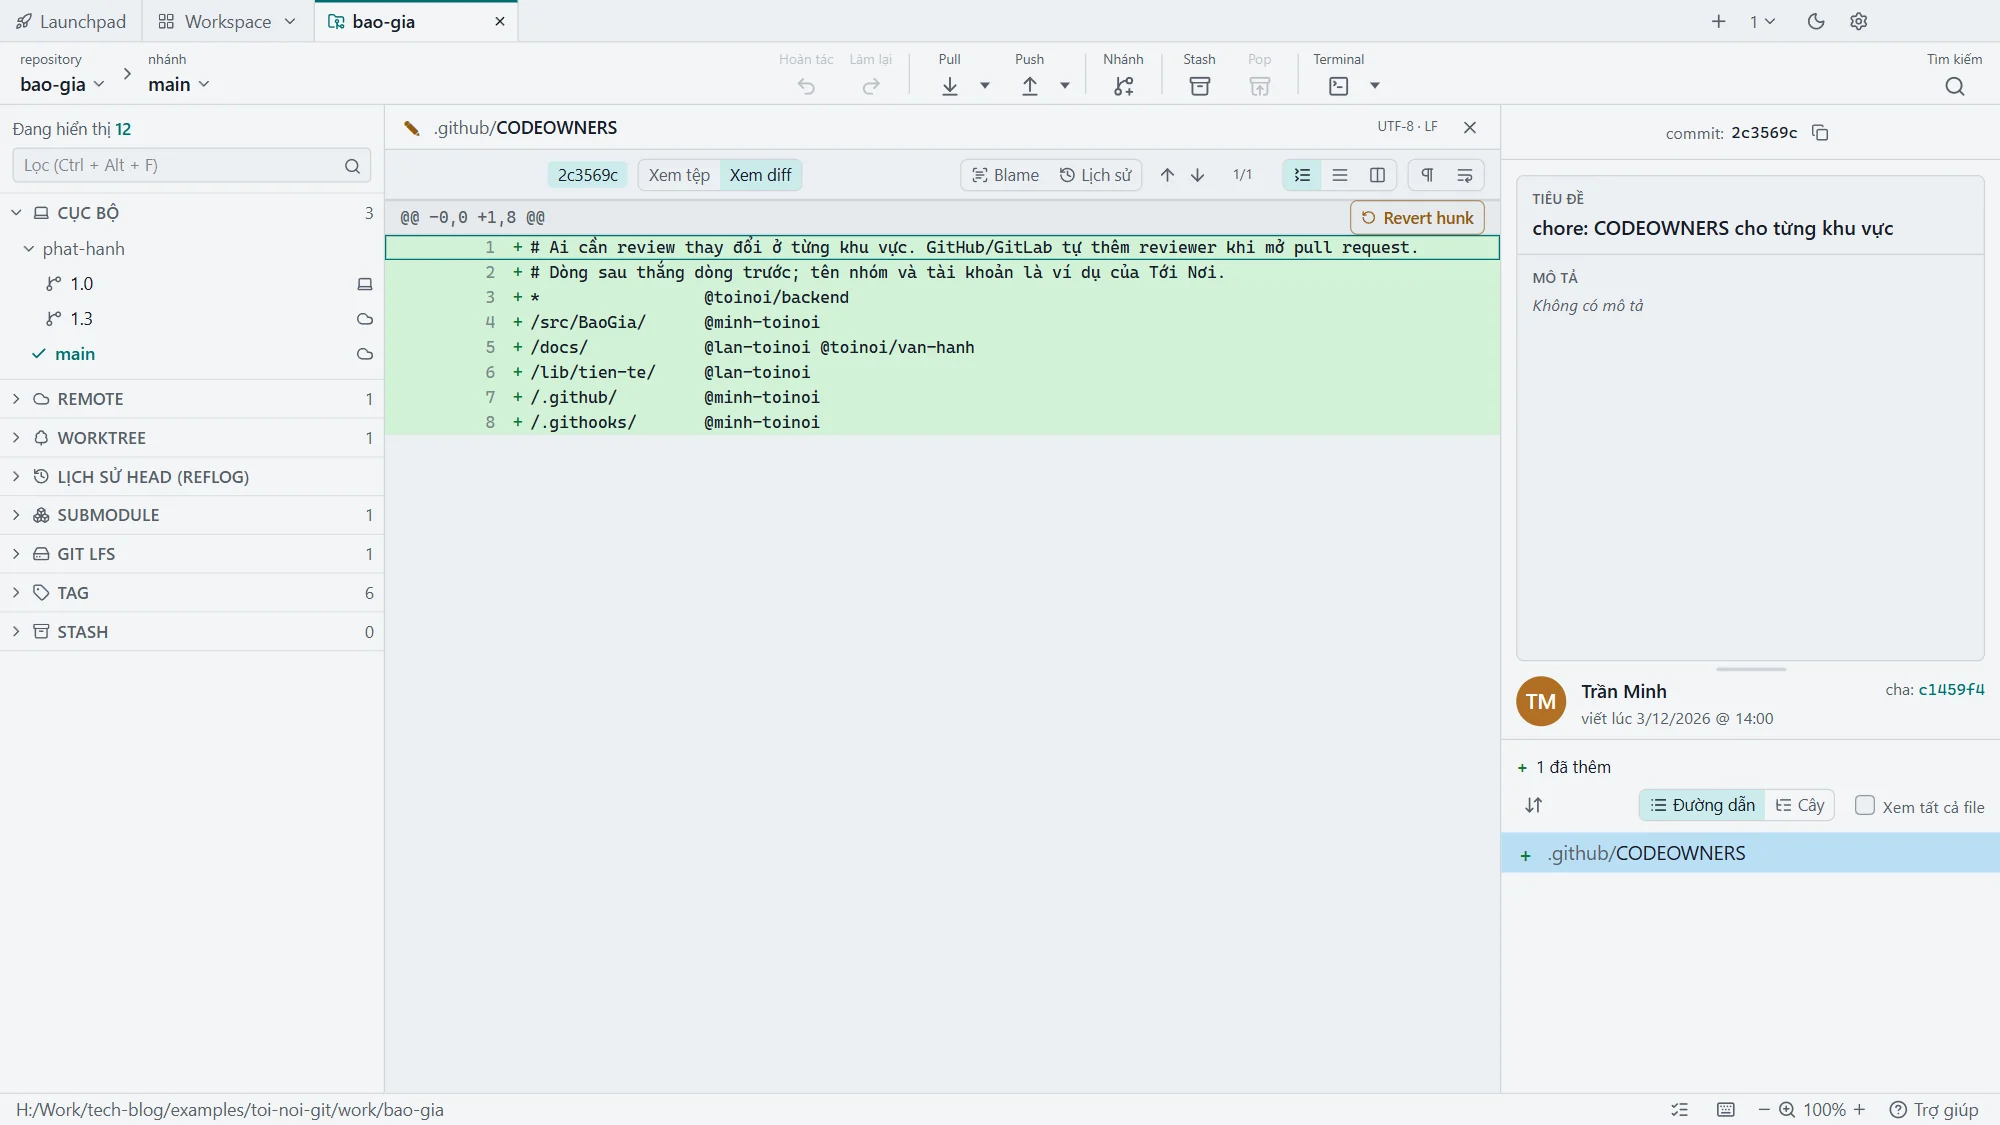 Launchpad
Workspace
bao-gia
1
repository
bao-gia
nhánh
main
Hoàn tác
Làm lại
Pull
Push
Nhánh
Stash
Pop
Terminal
Tìm kiếm
Đang hiển thị 12
Lọc (Ctrl + Alt + F)
CỤC BỘ 3
phat-hanh
1.0
1.3
main
REMOTE 1
WORKTREE 1
LỊCH SỬ HEAD (REFLOG)
SUBMODULE 1
GIT LFS 1
TAG 6
STASH 0
.github/CODEOWNERS
UTF-8 · LF
2c3569c
Xem tệp
Xem diff
Blame
Lịch sử
1/1
@@ -0,0 +1,8 @@
Revert hunk
1 + # Ai cần review thay đổi ở từng khu vực. GitHub/GitLab tự thêm reviewer khi mở pull request.
2 + # Dòng sau thắng dòng trước; tên nhóm và tài khoản là ví dụ của Tới Nơi.
3 + * @toinoi/backend
4 + /src/BaoGia/ @minh-toinoi
5 + /docs/ @lan-toinoi @toinoi/van-hanh
6 + /lib/tien-te/ @lan-toinoi
7 + /.github/ @minh-toinoi
8 + /.githooks/ @minh-toinoi
commit: 2c3569c
TIÊU ĐỀ
chore: CODEOWNERS cho từng khu vực
MÔ TẢ
Không có mô tả
TM
Trần Minh
cha: c1459f4
viết lúc 3/12/2026 @ 14:00
+ 1 đã thêm
Đường dẫn
Cây
Xem tất cả file
+ .github/CODEOWNERS
H:/Work/tech-blog/examples/toi-noi-git/work/bao-gia
100%
Trợ giúp